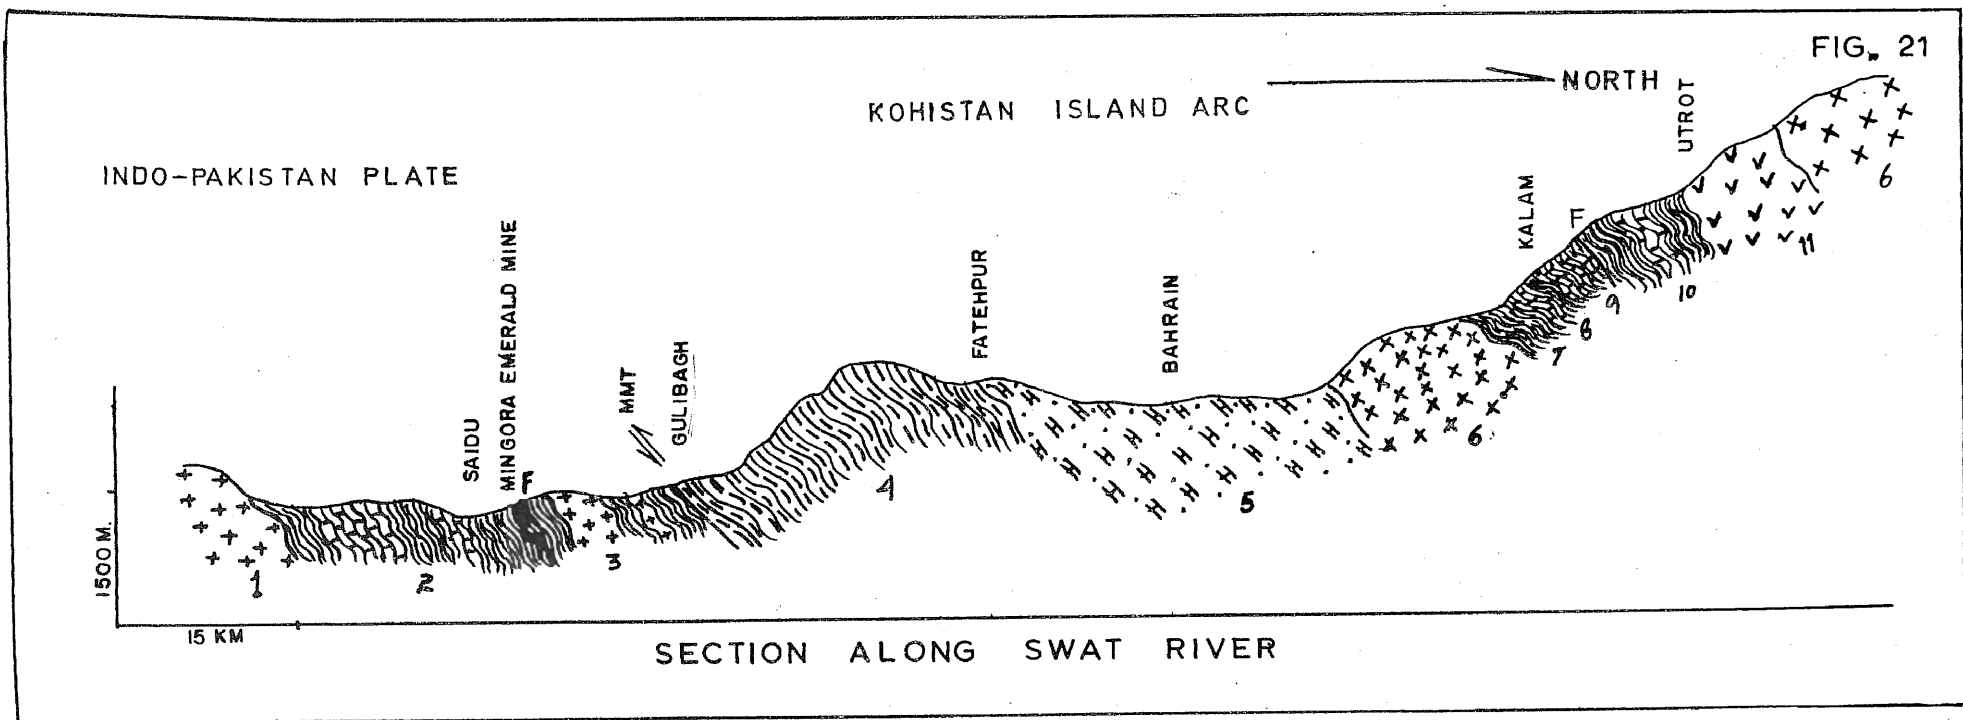 FIG. 21
NORTH
KOHISTAN ISLAND ARC
INDO-PAKISTAN PLATE
SAIDU
MINGORA EMERALD MINE
F
MMT
GULIBAGH
FATEHPUR
BAHRAIN
KALAM
F
UTROT
1
2
3
4
5
6
7
8
9
10
11
6
1500 M.
15 KM
SECTION ALONG SWAT RIVER